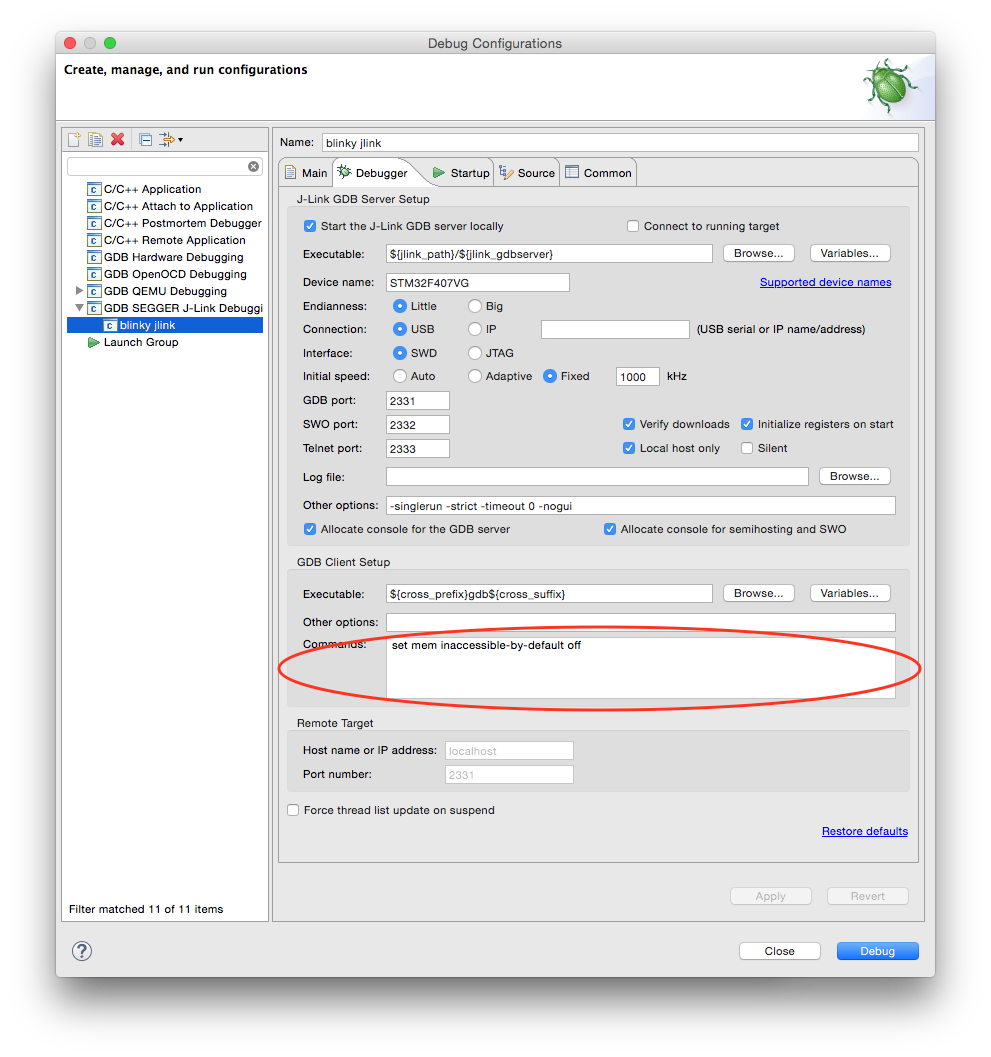 Debug Configurations
Create, manage, and run configurations
Name: blinky jlink
Main Debugger Startup Source Common
C/C++ Application
C/C++ Attach to Application
C/C++ Postmortem Debugger
C/C++ Remote Application
GDB Hardware Debugging
GDB OpenOCD Debugging
GDB QEMU Debugging
GDB SEGGER J-Link Debuggi
blinky jlink
Launch Group
Filter matched 11 of 11 items
J-Link GDB Server Setup
Start the J-Link GDB server locally Connect to running target
Executable: ${jlink_path}/${jlink_gdbserver} Browse... Variables...
Device name: STM32F407VG Supported device names
Endianness: Little Big
Connection: USB IP (USB serial or IP name/address)
Interface: SWD JTAG
Initial speed: Auto Adaptive Fixed 1000 kHz
GDB port: 2331
SWO port: 2332 Verify downloads Initialize registers on start
Telnet port: 2333 Local host only Silent
Log file: Browse...
Other options: -singlerun -strict -timeout 0 -nogui
Allocate console for the GDB server Allocate console for semihosting and SWO
GDB Client Setup
Executable: ${cross_prefix}gdb${cross_suffix} Browse... Variables...
Other options:
Commands: set mem inaccessible-by-default off
Remote Target
Host name or IP address: localhost
Port number: 2331
Force thread list update on suspend
Restore defaults
Apply Revert
? Close Debug